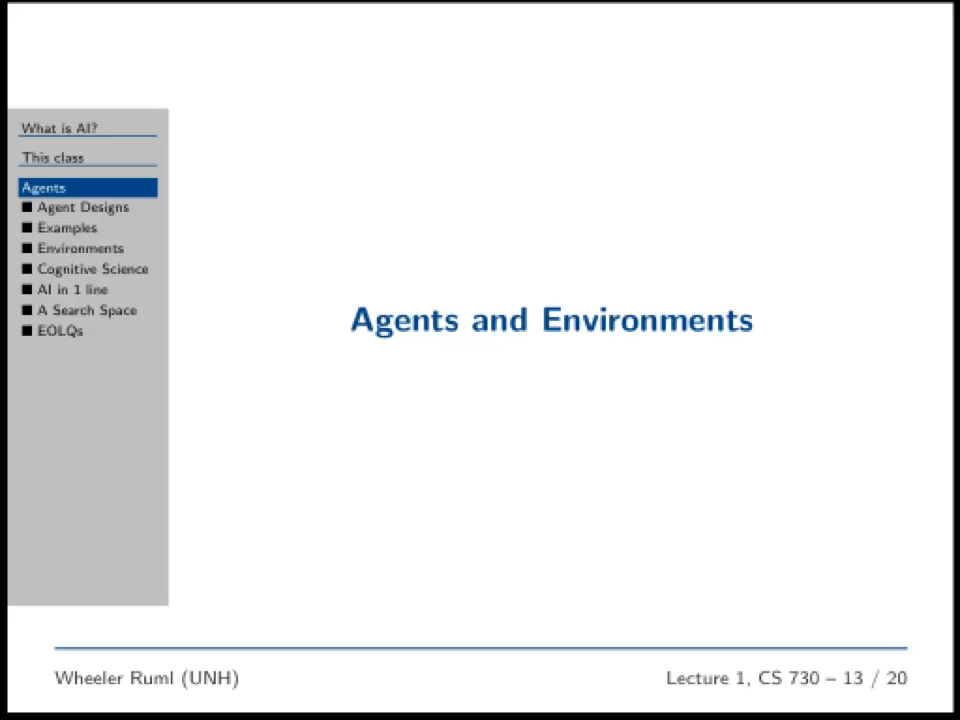 What is AI?
This class
Agents
■ Agent Designs
■ Examples
■ Environments
■ Cognitive Science
■ AI in 1 line
■ A Search Space
■ EOLQs
Agents and Environments
Wheeler Ruml (UNH)
Lecture 1, CS 730 – 13 / 20